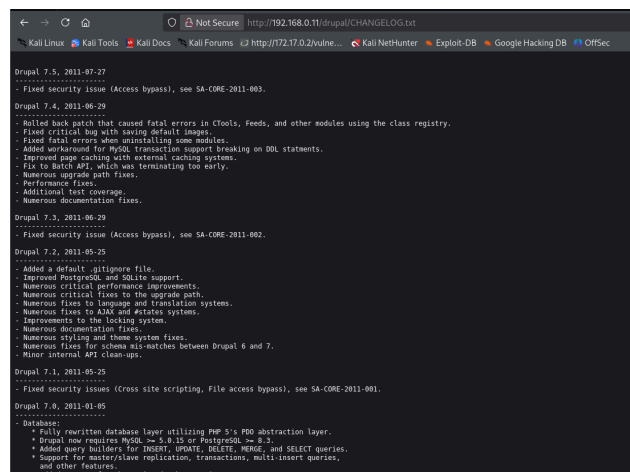 Not Secure http://192.168.0.11/drupal/CHANGELOG.txt
Kali Linux Kali Tools Kali Docs Kali Forums http://172.17.0.2/vulne... Kali NetHunter Exploit-DB Google Hacking DB OffSec
Drupal 7.5, 2011-07-27
----------------------
- Fixed security issue (Access bypass), see SA-CORE-2011-003.
Drupal 7.4, 2011-06-29
----------------------
- Rolled back patch that caused fatal errors in CTools, Feeds, and other modules using the class registry.
- Fixed critical bug with saving default images.
- Fixed fatal errors when uninstalling some modules.
- Added workaround for MySQL transaction support breaking on DDL statments.
- Improved page caching with external caching systems.
- Fix to Batch API, which was terminating too early.
- Numerous upgrade path fixes.
- Performance fixes.
- Additional test coverage.
- Numerous documentation fixes.
Drupal 7.3, 2011-06-29
----------------------
- Fixed security issue (Access bypass), see SA-CORE-2011-002.
Drupal 7.2, 2011-05-25
----------------------
- Added a default .gitignore file.
- Improved PostgreSQL and SQLite support.
- Numerous critical performance improvements.
- Numerous critical fixes to the upgrade path.
- Numerous fixes to language and translation systems.
- Numerous fixes to AJAX and #states systems.
- Improvements to the locking system.
- Numerous documentation fixes.
- Numerous styling and theme system fixes.
- Numerous fixes for schema mis-matches between Drupal 6 and 7.
- Minor internal API clean-ups.
Drupal 7.1, 2011-05-25
----------------------
- Fixed security issues (Cross site scripting, File access bypass), see SA-CORE-2011-001.
Drupal 7.0, 2011-01-05
----------------------
- Database:
* Fully rewritten database layer utilizing PHP 5's PDO abstraction layer.
* Drupal now requires MySQL >= 5.0.15 or PostgreSQL >= 8.3.
* Added query builders for INSERT, UPDATE, DELETE, MERGE, and SELECT queries.
* Support for master/slave replication, transactions, multi-insert queries,
and other features.